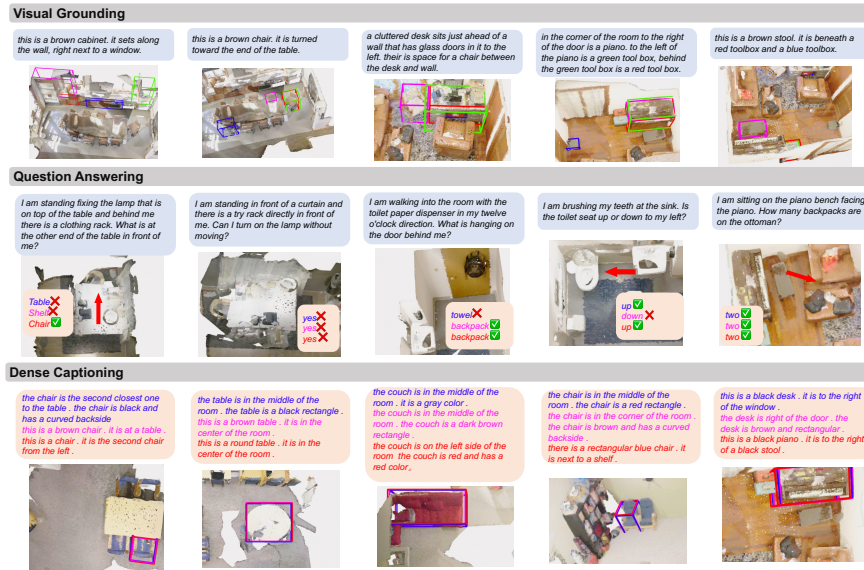 Visual Grounding
this is a brown cabinet. it sets along
the wall, right next to a window.
this is a brown chair. it is turned
toward the end of the table.
a cluttered desk sits just ahead of a
wall that has glass doors in it to the
left. their is space for a chair between
the desk and wall.
in the corner of the room to the right
of the door is a piano. to the left of
the piano is a green tool box, behind
the green tool box is a red tool box.
this is a brown stool. it is beneath a
red toolbox and a blue toolbox.
Question Answering
I am standing fixing the lamp that is
on top of the table and behind me
there is a clothing rack. What is at
the other end of the table in front of
me?
I am standing in front of a curtain and
there is a try rack directly in front of
me. Can I turn on the lamp without
moving?
I am walking into the room with the
toilet paper dispenser in my twelve
o'clock direction. What is hanging on
the door behind me?
I am brushing my teeth at the sink. Is
the toilet seat up or down to my left?
I am sitting on the piano bench facing
the piano. How many backpacks are
on the ottoman?
Table
Shelf
Chair
yes
yes
yes
towel
backpack
backpack
up
down
up
two
two
two
Dense Captioning
the chair is the second closest one
to the table . the chair is black and
has a curved backside
this is a brown chair . it is at a table .
this is a chair . it is the second chair
from the left .
the table is in the middle of the
room . the table is a black rectangle .
this is a brown table . it is in the
center of the room .
this is a round table . it is in the
center of the room .
the couch is in the middle of the
room . it is a gray color .
the couch is in the middle of the
room . the couch is a dark brown
rectangle .
the couch is on the left side of the
room the couch is red and has a
red color,
the chair is in the middle of the
room . the chair is a red rectangle .
the chair is in the corner of the room .
the chair is brown and has a curved
backside .
there is a rectangular blue chair . it
is next to a shelf .
this is a black desk . it is to the right
of the window .
the desk is right of the door . the
desk is brown and rectangular .
this is a black piano . it is to the right
of a black stool .